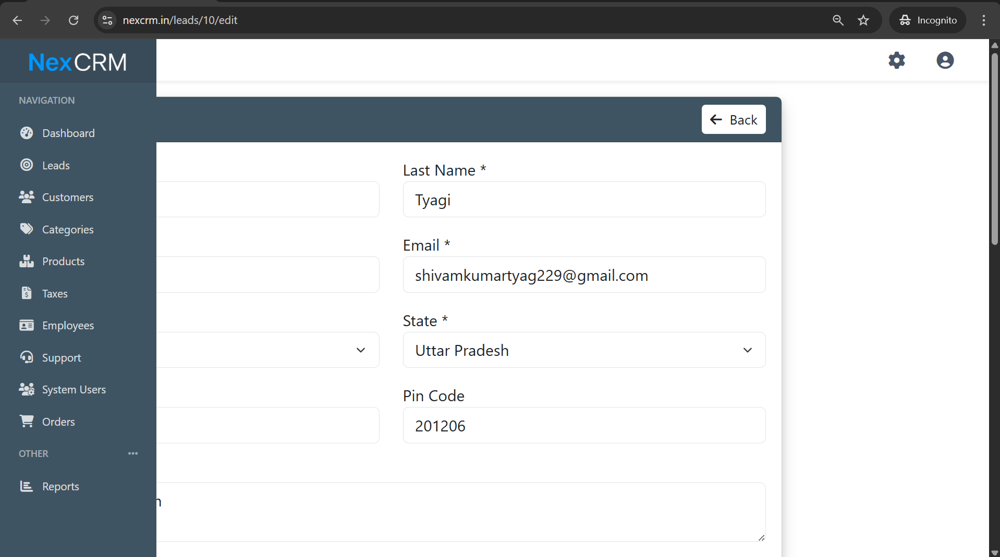 nexcrm.in/leads/10/edit
Incognito
NexCRM
NAVIGATION
Dashboard
Leads
Customers
Categories
Products
Taxes
Employees
Support
System Users
Orders
OTHER
Reports
Back
Last Name *
Tyagi
Email *
shivamkumartyag229@gmail.com
State *
Uttar Pradesh
Pin Code
201206